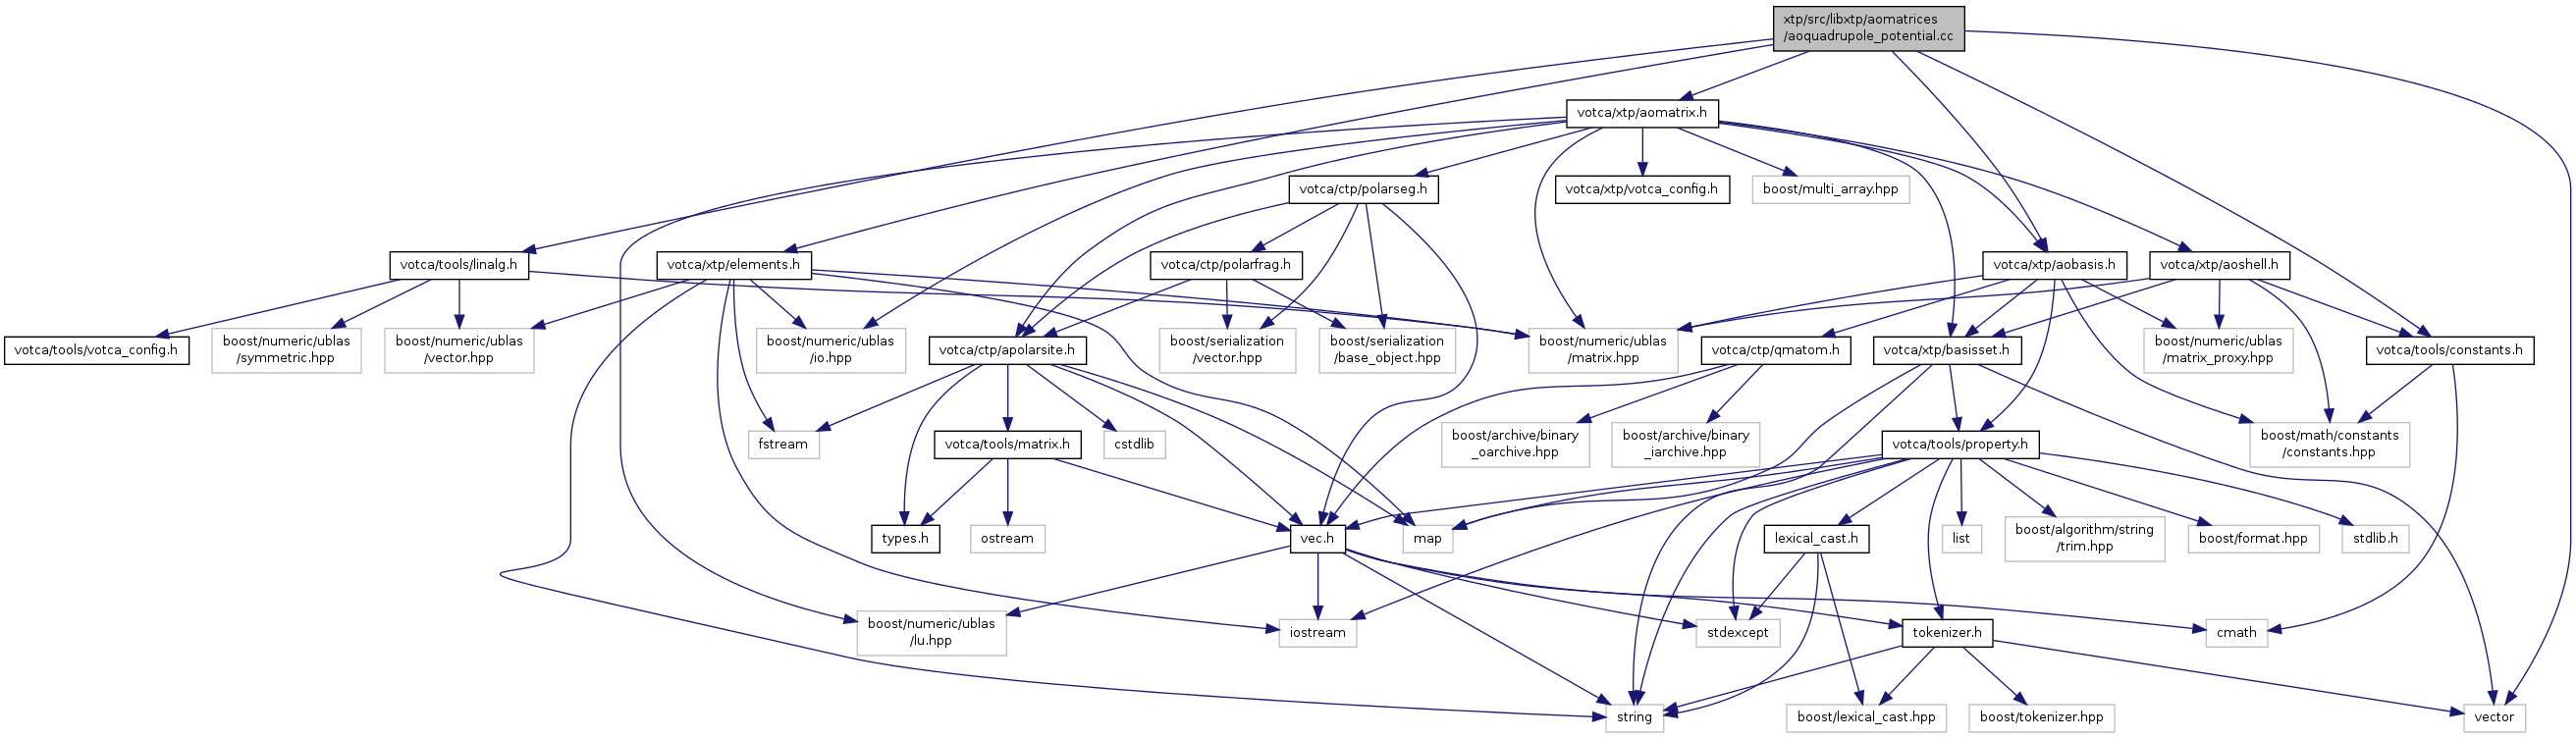 xtp/src/libxtp/aomatrices
/aoquadrupole_potential.cc
votca/xtp/aomatrix.h
votca/ctp/polarseg.h
votca/xtp/votca_config.h
boost/multi_array.hpp
votca/tools/linalg.h
votca/xtp/elements.h
votca/ctp/polarfrag.h
votca/xtp/aobasis.h
votca/xtp/aoshell.h
votca/tools/votca_config.h
boost/numeric/ublas
/symmetric.hpp
boost/numeric/ublas
/vector.hpp
boost/numeric/ublas
/io.hpp
votca/ctp/apolarsite.h
boost/serialization
/vector.hpp
boost/serialization
/base_object.hpp
boost/numeric/ublas
/matrix.hpp
votca/ctp/qmatom.h
votca/xtp/basisset.h
boost/numeric/ublas
/matrix_proxy.hpp
votca/tools/constants.h
fstream
votca/tools/matrix.h
cstdlib
boost/archive/binary
_oarchive.hpp
boost/archive/binary
_iarchive.hpp
votca/tools/property.h
boost/math/constants
/constants.hpp
types.h
ostream
vec.h
map
lexical_cast.h
list
boost/algorithm/string
/trim.hpp
boost/format.hpp
stdlib.h
boost/numeric/ublas
/lu.hpp
iostream
stdexcept
tokenizer.h
cmath
string
boost/lexical_cast.hpp
boost/tokenizer.hpp
vector